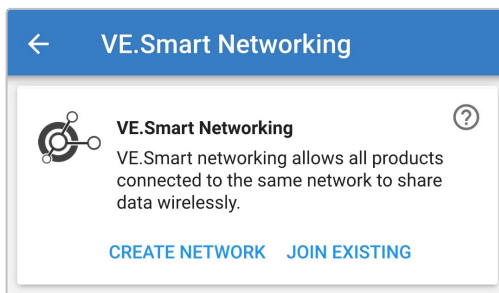 VE.Smart Networking
VE.Smart Networking
VE.Smart networking allows all products
connected to the same network to share
data wirelessly.
CREATE NETWORK JOIN EXISTING